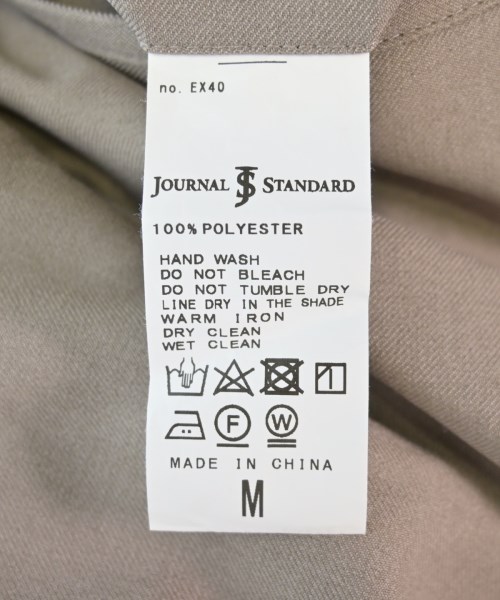 no. EX40
JOURNAL JS STANDARD
100% POLYESTER
HAND WASH
DO NOT BLEACH
DO NOT TUMBLE DRY
LINE DRY IN THE SHADE
WARM IRON
DRY CLEAN
WET CLEAN
F W
MADE IN CHINA
M